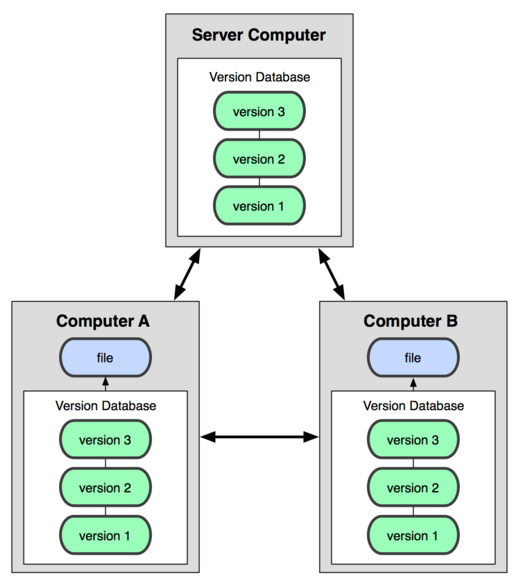 Server Computer
Version Database
version 3
version 2
version 1
Computer A
file
Version Database
version 3
version 2
version 1
Computer B
file
Version Database
version 3
version 2
version 1